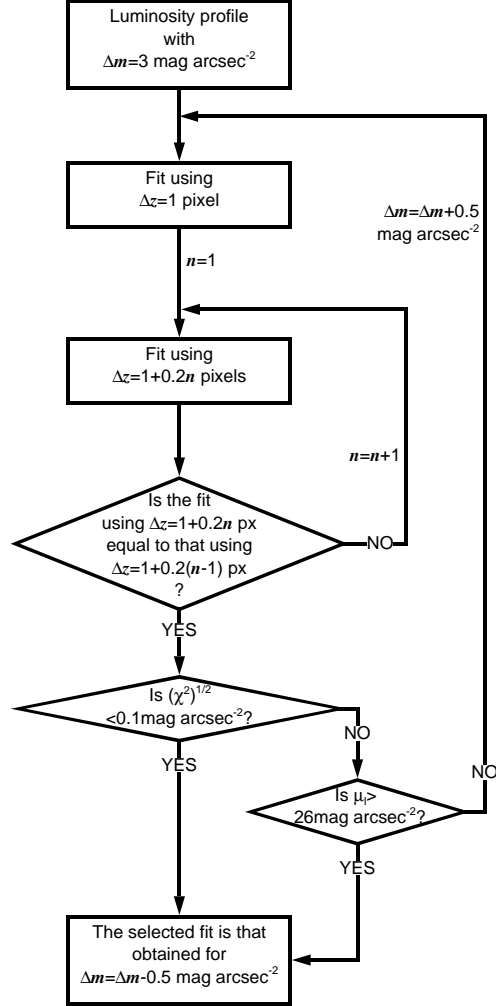 Luminosity profile
with
Δm=3 mag arcsec⁻²
Fit using
Δz=1 pixel
Δm=Δm+0.5
mag arcsec⁻²
n=1
Fit using
Δz=1+0.2n pixels
n=n+1
Is the fit
using Δz=1+0.2n px
equal to that using
Δz=1+0.2(n-1) px
?
NO
YES
Is (χ²)¹/²
<0.1mag arcsec⁻²?
NO
YES
NO
Is μₗ>
26mag arcsec⁻²?
YES
The selected fit is that
obtained for
Δm=Δm-0.5 mag arcsec⁻²